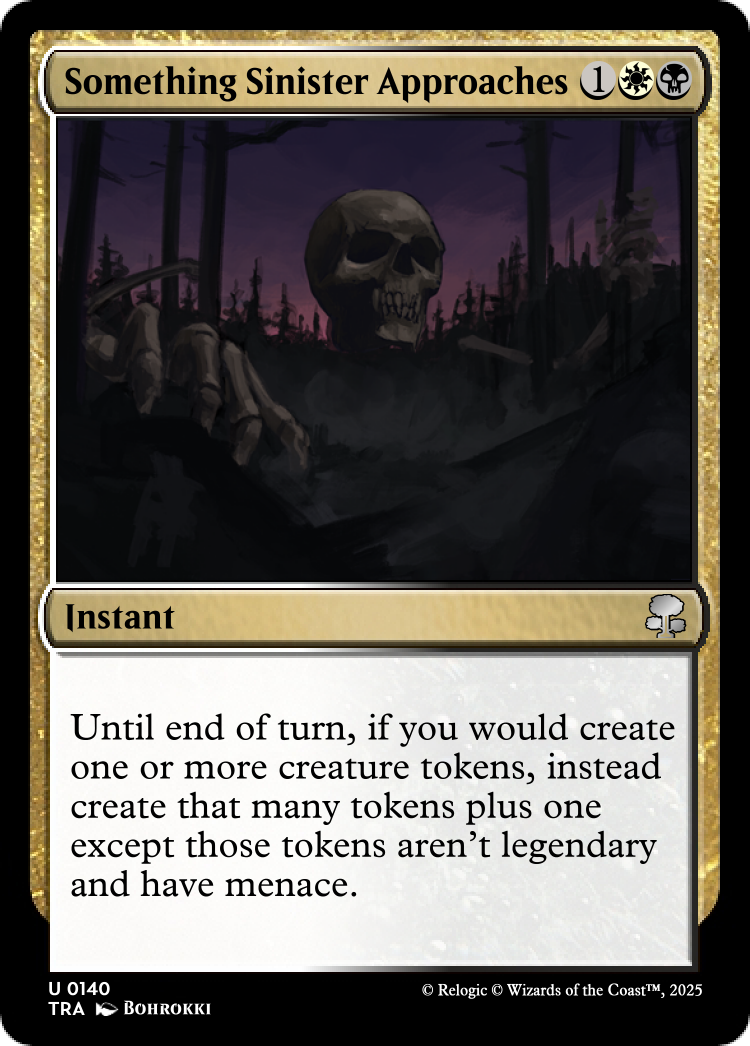 Something Sinister Approaches 1
Instant
Until end of turn, if you would create
one or more creature tokens, instead
create that many tokens plus one
except those tokens aren't legendary
and have menace.
U 0140
TRA BOHROKKI
© Relogic © Wizards of the Coast™, 2025